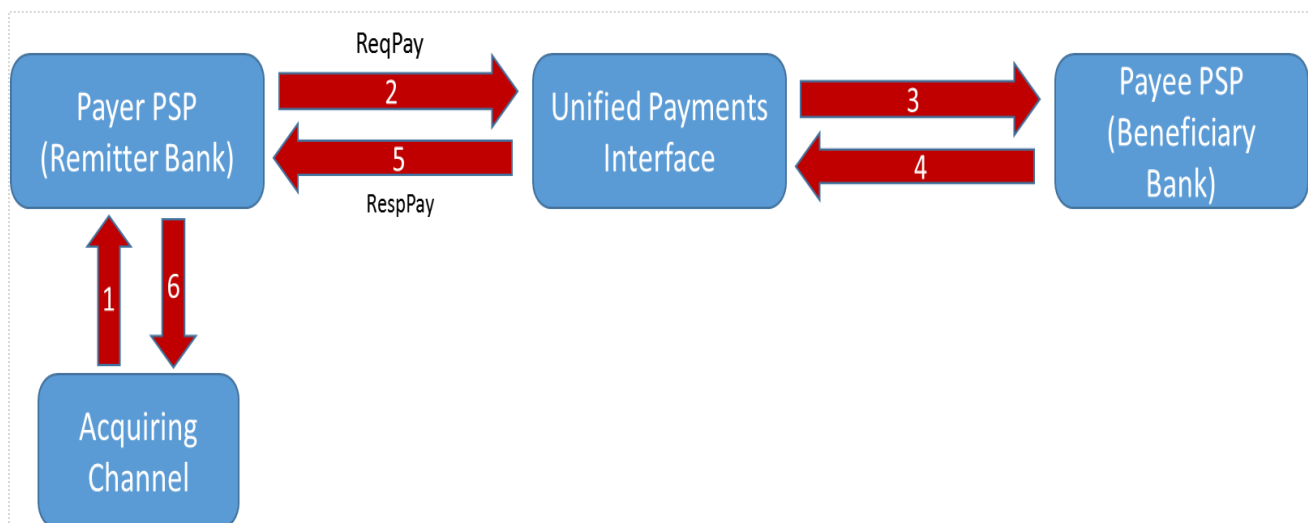 ReqPay
Payer PSP
(Remitter Bank)
2
5
RespPay
Unified Payments
Interface
3
4
Payee PSP
(Beneficiary
Bank)
1
6
Acquiring
Channel